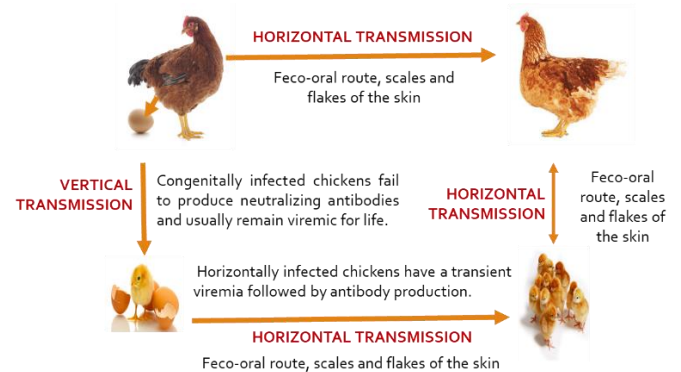 HORIZONTAL TRANSMISSION
Feco-oral route, scales and
flakes of the skin
VERTICAL
TRANSMISSION
Congenitally infected chickens fail
to produce neutralizing antibodies
and usually remain viremic for life.
HORIZONTAL
TRANSMISSION
Feco-oral
route, scales
and flakes of
the skin
Horizontally infected chickens have a transient
viremia followed by antibody production.
HORIZONTAL TRANSMISSION
Feco-oral route, scales and flakes of the skin